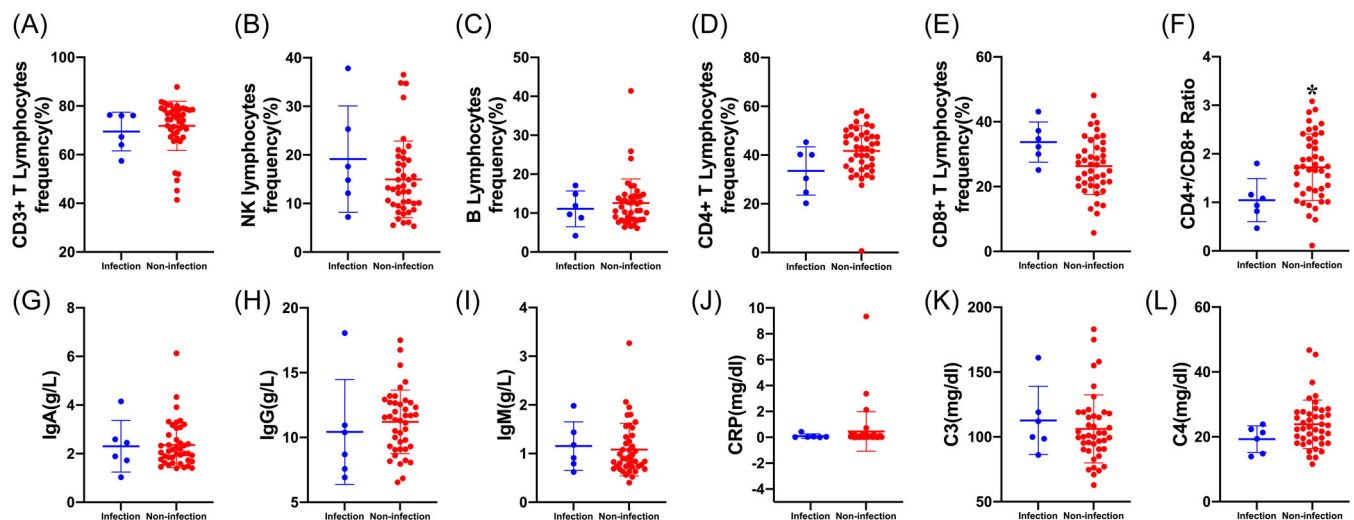 (A)
CD3+ T Lymphocytes
frequency(%)
100
80
60
40
20
Infection Non-infection
(B)
NK lymphocytes
frequency(%)
40
30
20
10
0
Infection Non-infection
(C)
B Lymphocytes
frequency(%)
50
40
30
20
10
0
Infection Non-infection
(D)
CD4+ T Lymphocytes
frequency(%)
80
60
40
20
0
Infection Non-infection
(E)
CD8+ T Lymphocytes
frequency(%)
60
40
20
0
Infection Non-infection
(F)
CD4+/CD8+ Ratio
4
3
2
1
0
*
Infection Non-infection
(G)
IgA(g/L)
8
6
4
2
0
Infection Non-infection
(H)
IgG(g/L)
20
15
10
5
Infection Non-infection
(I)
IgM(g/L)
4
3
2
1
0
Infection Non-infection
(J)
CRP(mg/dl)
10
8
6
4
2
0
-2
-4
Infection Non-infection
(K)
C3(mg/dl)
200
150
100
50
Infection Non-infection
(L)
C4(mg/dl)
60
40
20
0
Infection Non-infection